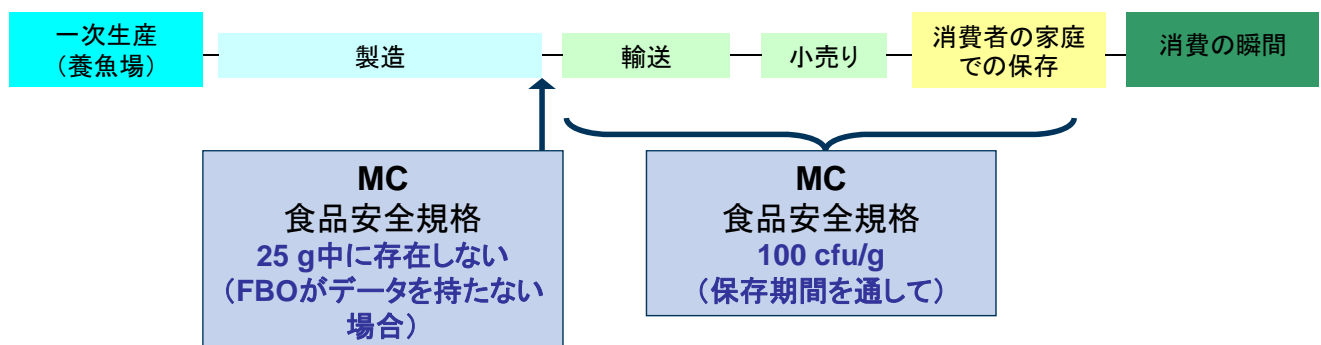 一次生産
(養魚場)
製造
輸送
小売り
消費者の家庭
での保存
消費の瞬間
MC
食品安全規格
25 g中に存在しない
(FBOがデータを持たない
場合)
MC
食品安全規格
100 cfu/g
(保存期間を通して)